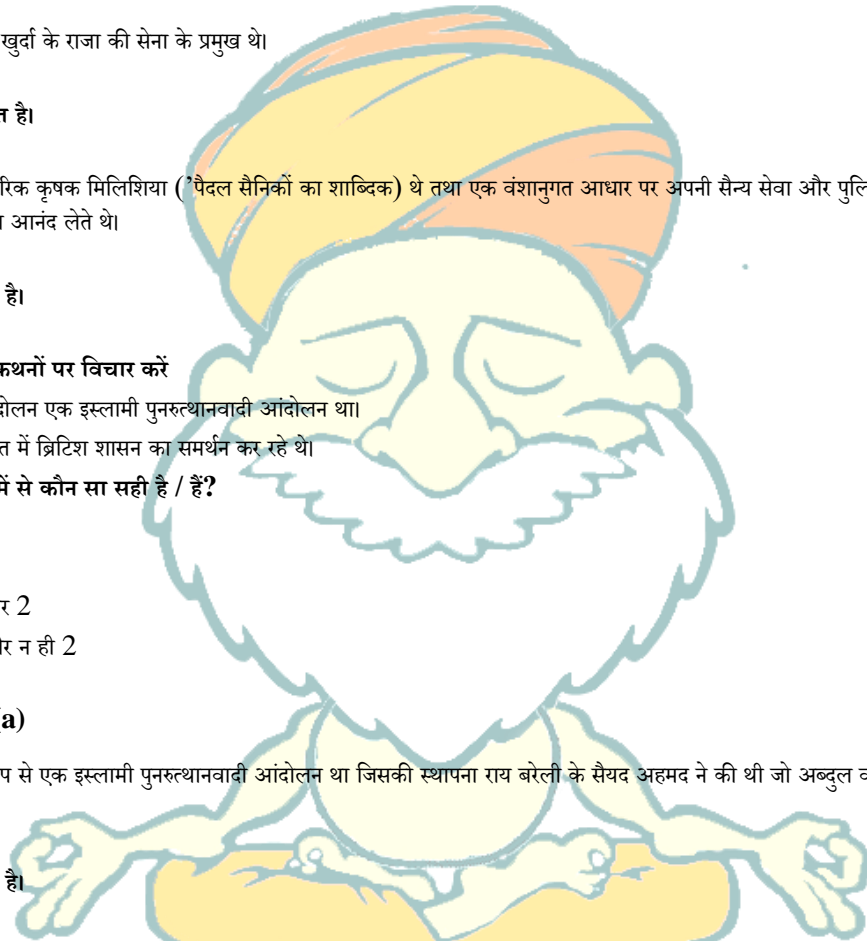 खुर्दा के राजा की सेना के प्रमुख थे।
त है।
रिक कृषक मिलिशिया ('पैदल सैनिकों का शाब्दिक) थे तथा एक वंशानुगत आधार पर अपनी सैन्य सेवा और पुलि
ा आनंद लेते थे।
है।
कथनों पर विचार करें
दोलन एक इस्लामी पुनरुत्थानवादी आंदोलन था।
त में ब्रिटिश शासन का समर्थन कर रहे थे।
में से कौन सा सही है / हैं?
र 2
र न ही 2
a)
प से एक इस्लामी पुनरुत्थानवादी आंदोलन था जिसकी स्थापना राय बरेली के सैयद अहमद ने की थी जो अब्दुल व
है।